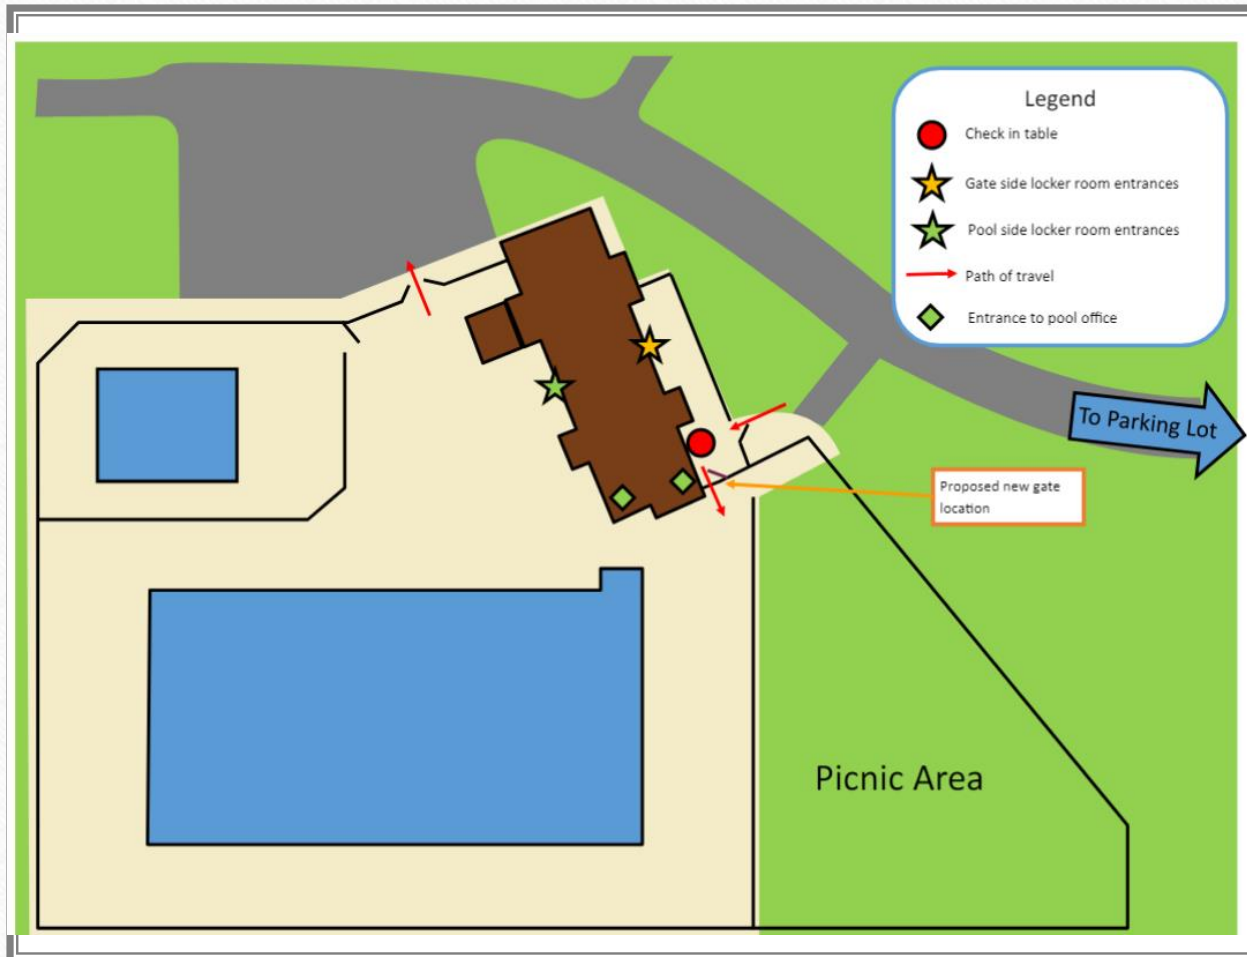 Legend
Check in table
Gate side locker room entrances
Pool side locker room entrances
Path of travel
Entrance to pool office
To Parking Lot
Proposed new gate
location
Picnic Area